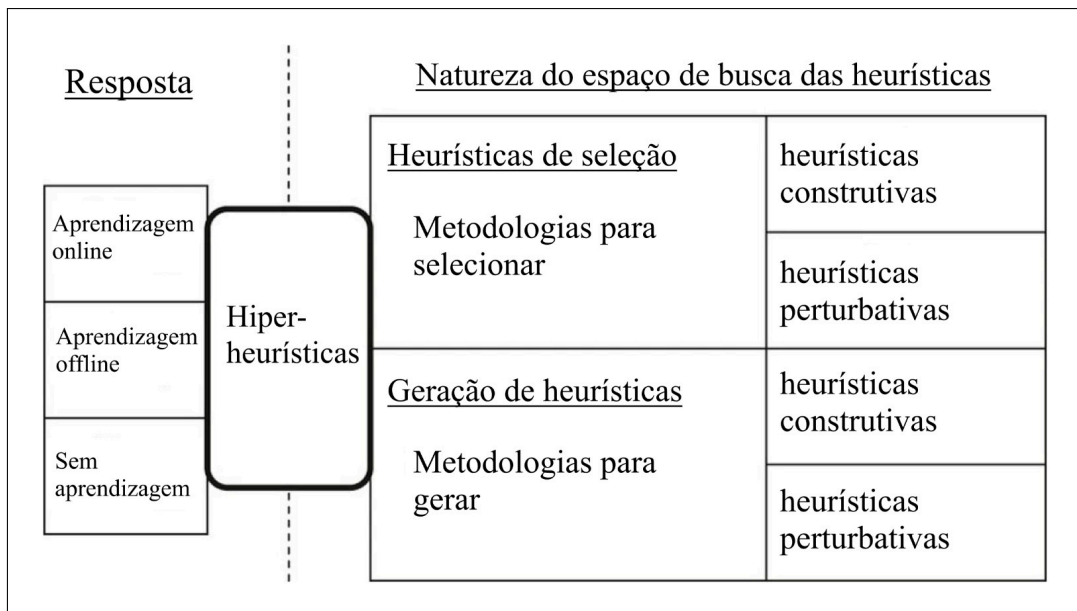 Resposta
Natureza do espaço de busca das heurísticas
Aprendizagem
online
Aprendizagem
offline
Sem
aprendizagem
Hiper-
heurísticas
Heurísticas de seleção
Metodologias para
selecionar
heurísticas
construtivas
heurísticas
perturbativas
Geração de heurísticas
Metodologias para
gerar
heurísticas
construtivas
heurísticas
perturbativas